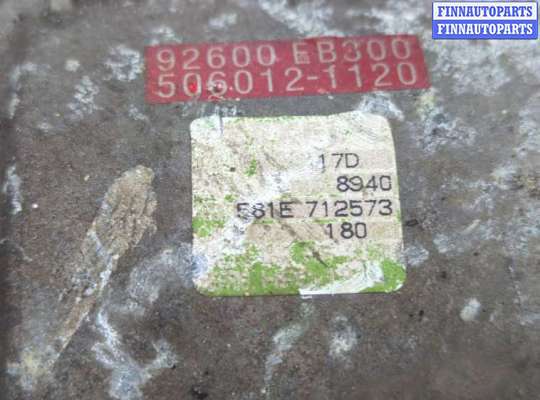 FINNAUTOPARTS
FINNAUTOPARTS
92600 EB300
506012-1120
17D
8940
E81E 712573
180